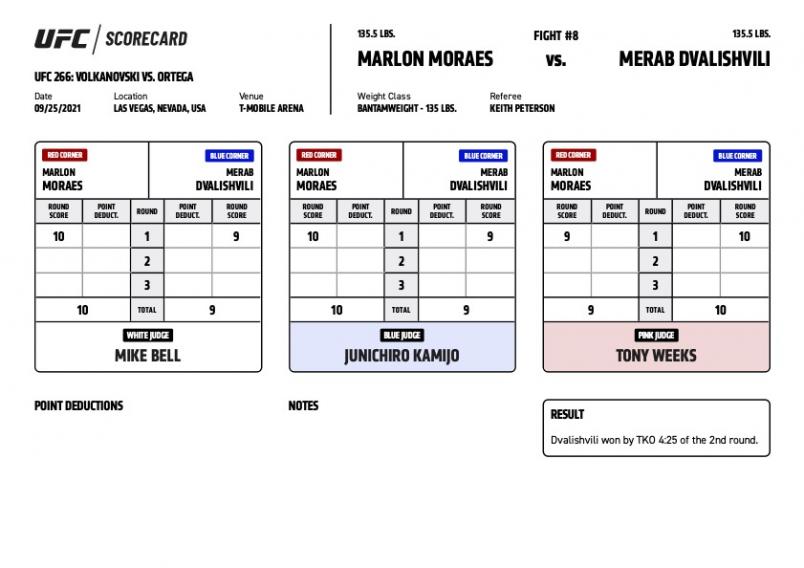 UFC / SCORECARD
UFC 266: VOLKANOVSKI VS. ORTEGA
Date Location Venue
09/25/2021 LAS VEGAS, NEVADA, USA T-MOBILE ARENA
135.5 LBS. FIGHT #8 135.5 LBS.
MARLON MORAES VS. MERAB DVALISHVILI
Weight Class Referee
BANTAMWEIGHT - 135 LBS. KEITH PETERSON
RED CORNER BLUE CORNER
MARLON MERAB
MORAES DVALISHVILI
ROUND SCORE POINT DEDUCT. ROUND POINT DEDUCT. ROUND SCORE
10 1 9
2
3
10 TOTAL 9
WHITE JUDGE
MIKE BELL
RED CORNER BLUE CORNER
MARLON MERAB
MORAES DVALISHVILI
ROUND SCORE POINT DEDUCT. ROUND POINT DEDUCT. ROUND SCORE
10 1 9
2
3
10 TOTAL 9
BLUE JUDGE
JUNICHIRO KAMIJO
RED CORNER BLUE CORNER
MARLON MERAB
MORAES DVALISHVILI
ROUND SCORE POINT DEDUCT. ROUND POINT DEDUCT. ROUND SCORE
9 1 10
2
3
9 TOTAL 10
PINK JUDGE
TONY WEEKS
POINT DEDUCTIONS
NOTES
RESULT
Dvalishvili won by TKO 4:25 of the 2nd round.